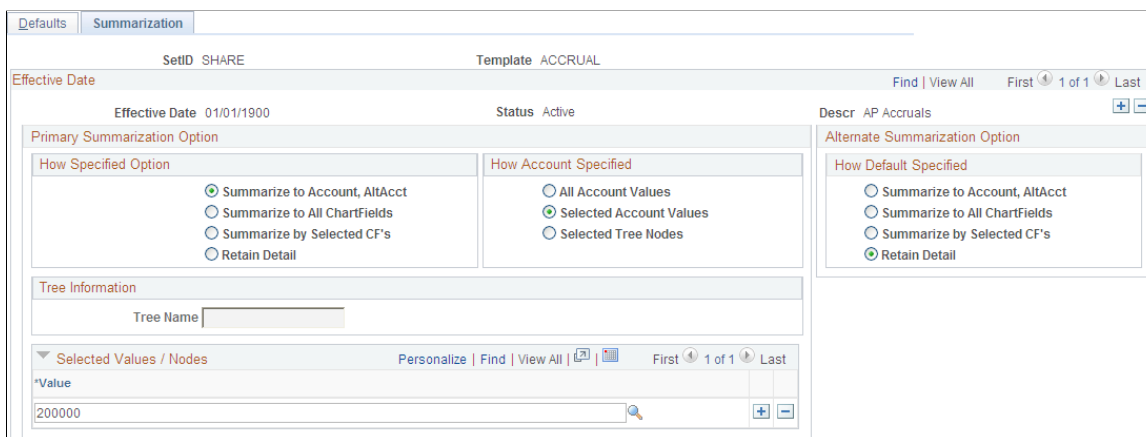 Defaults Summarization
SetID SHARE Template ACCRUAL
Effective Date Find | View All First 1 of 1 Last
Effective Date 01/01/1900 Status Active Descr AP Accruals
Primary Summarization Option
How Specified Option
Summarize to Account, AltAcct
Summarize to All ChartFields
Summarize by Selected CF's
Retain Detail
How Account Specified
All Account Values
Selected Account Values
Selected Tree Nodes
Alternate Summarization Option
How Default Specified
Summarize to Account, AltAcct
Summarize to All ChartFields
Summarize by Selected CF's
Retain Detail
Tree Information
Tree Name
Selected Values / Nodes Personalize | Find | View All | | First 1 of 1 Last
*Value
200000